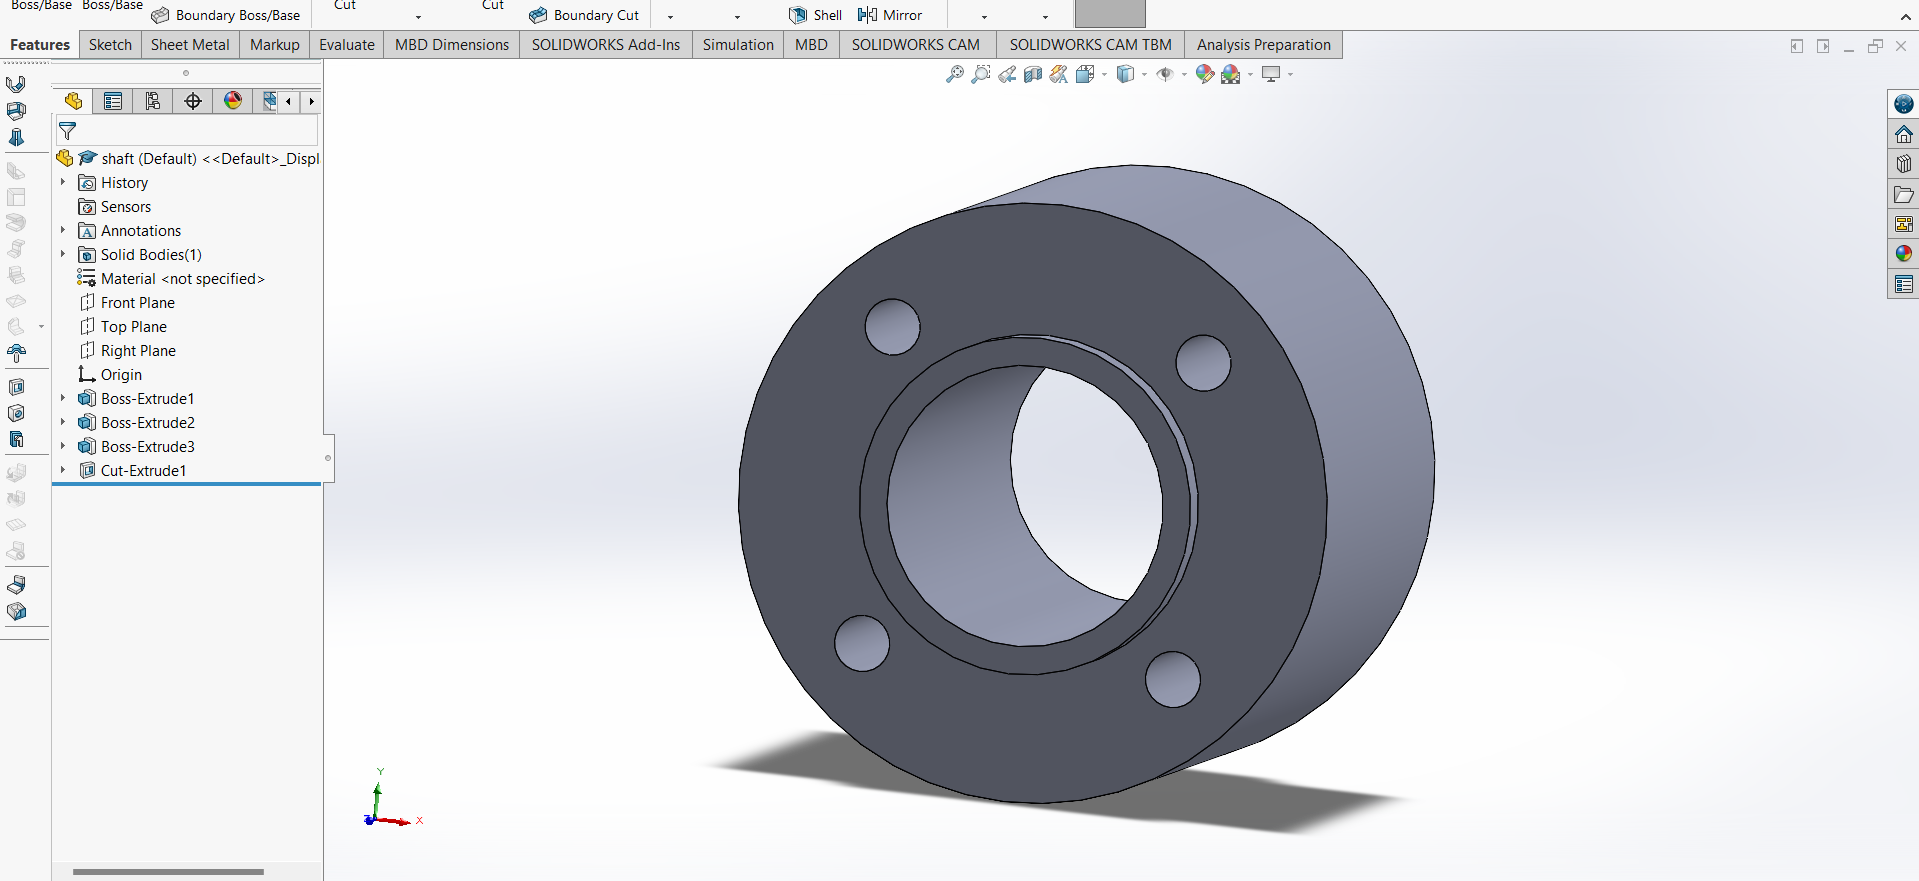 Boss/Base Boss/Base Cut Cut
Boundary Boss/Base Boundary Cut Shell Mirror
Features Sketch Sheet Metal Markup Evaluate MBD Dimensions SOLIDWORKS Add-Ins Simulation MBD SOLIDWORKS CAM SOLIDWORKS CAM TBM Analysis Preparation
shaft (Default) <<Default>_Displ
History
Sensors
A Annotations
Solid Bodies(1)
Material <not specified>
Front Plane
Top Plane
Right Plane
Origin
Boss-Extrude1
Boss-Extrude2
Boss-Extrude3
Cut-Extrude1
Y
Z X